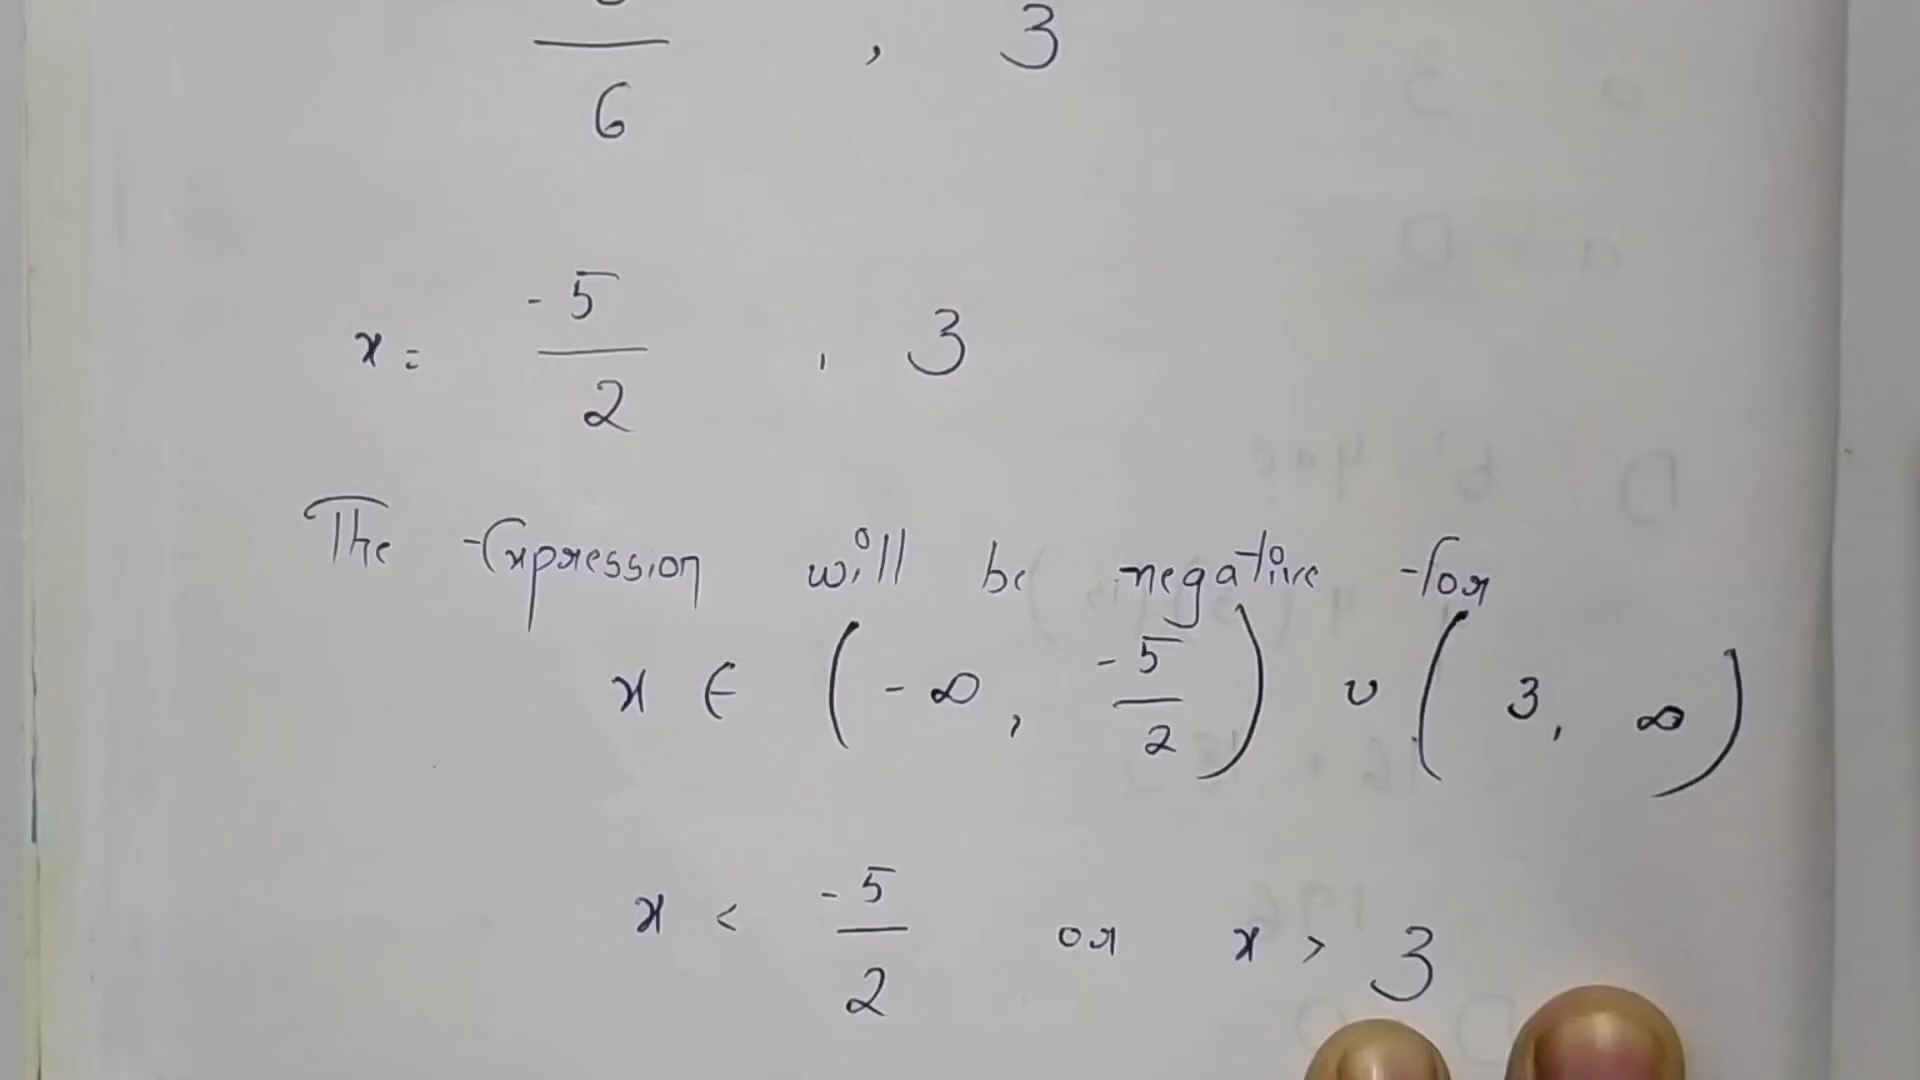 /6 , 3
x = -5/2 , 3
The Expression will be negative for
x ∈ (-∞, -5/2) ∪ (3, ∞)
x < -5/2 or x > 3